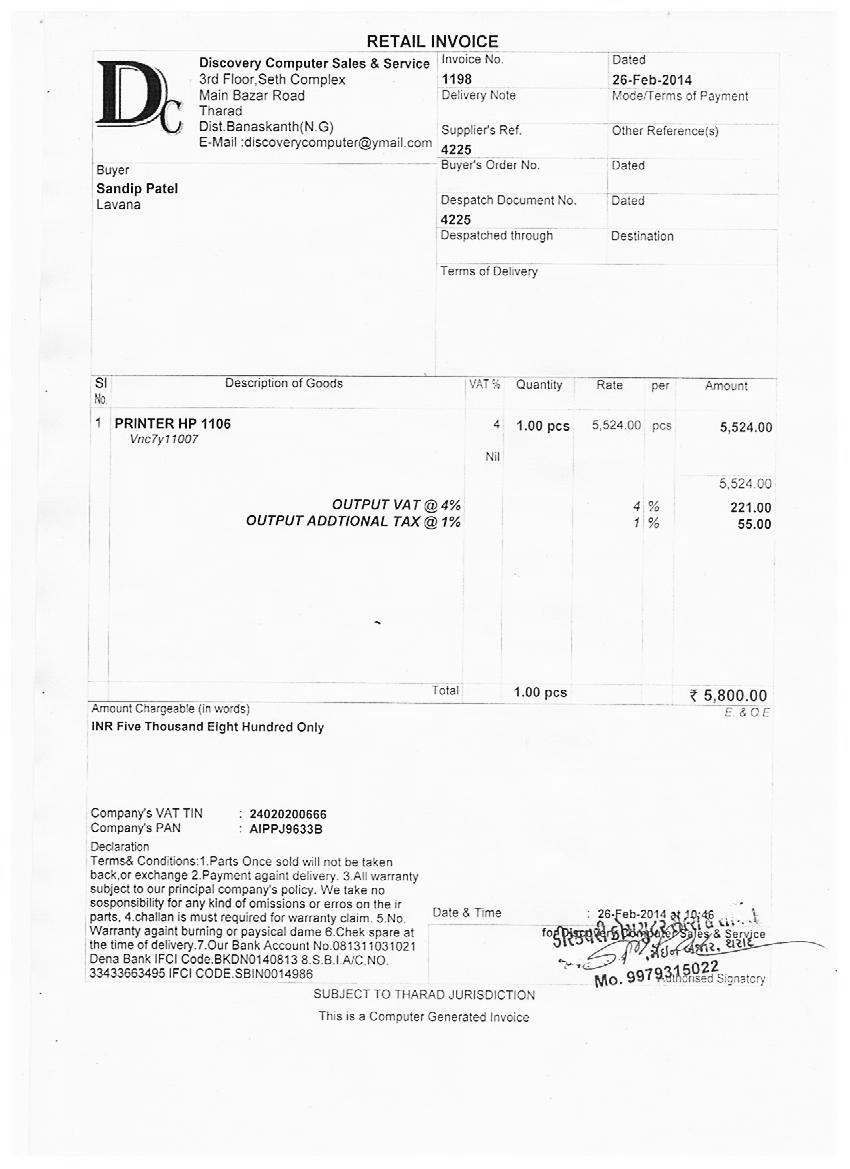 RETAIL INVOICE
DC
Discovery Computer Sales & Service
3rd Floor,Seth Complex
Main Bazar Road
Tharad
Dist.Banaskanth(N.G)
E-Mail :discoverycomputer@ymail.com
Invoice No.
1198
Dated
26-Feb-2014
Delivery Note
Mode/Terms of Payment
Supplier's Ref.
4225
Other Reference(s)
Buyer
Sandip Patel
Lavana
Buyer's Order No.
Dated
Despatch Document No.
4225
Dated
Despatched through
Destination
Terms of Delivery
Sl No. Description of Goods VAT % Quantity Rate per Amount
1 PRINTER HP 1106 4 1.00 pcs 5,524.00 pcs 5,524.00
Vnc7y11007
Nil
5,524.00
OUTPUT VAT @ 4% 4 % 221.00
OUTPUT ADDTIONAL TAX @ 1% 1 % 55.00
Total 1.00 pcs ₹ 5,800.00
Amount Chargeable (in words) E. & O E
INR Five Thousand Eight Hundred Only
Company's VAT TIN : 24020200666
Company's PAN : AIPPJ9633B
Declaration
Terms& Conditions:1.Parts Once sold will not be taken
back,or exchange 2.Payment againt delivery. 3.All warranty
subject to our principal company's policy. We take no
sosponsibility for any kind of omissions or erros on the ir
parts, 4.challan is must required for warranty claim. 5.No.
Warranty againt burning or paysical dame 6.Chek spare at
the time of delivery.7.Our Bank Account No.081311031021
Dena Bank IFCI Code.BKDN0140813 8.S.B.I.A/C.NO.
33433663495 IFCI CODE.SBIN0014986
Date & Time : 26-Feb-2014 at 10:46
for Discovery Computer Sales & Service
બજાર, થરાદ
Mo. 9979315022
Authorised Signatory
SUBJECT TO THARAD JURISDICTION
This is a Computer Generated Invoice